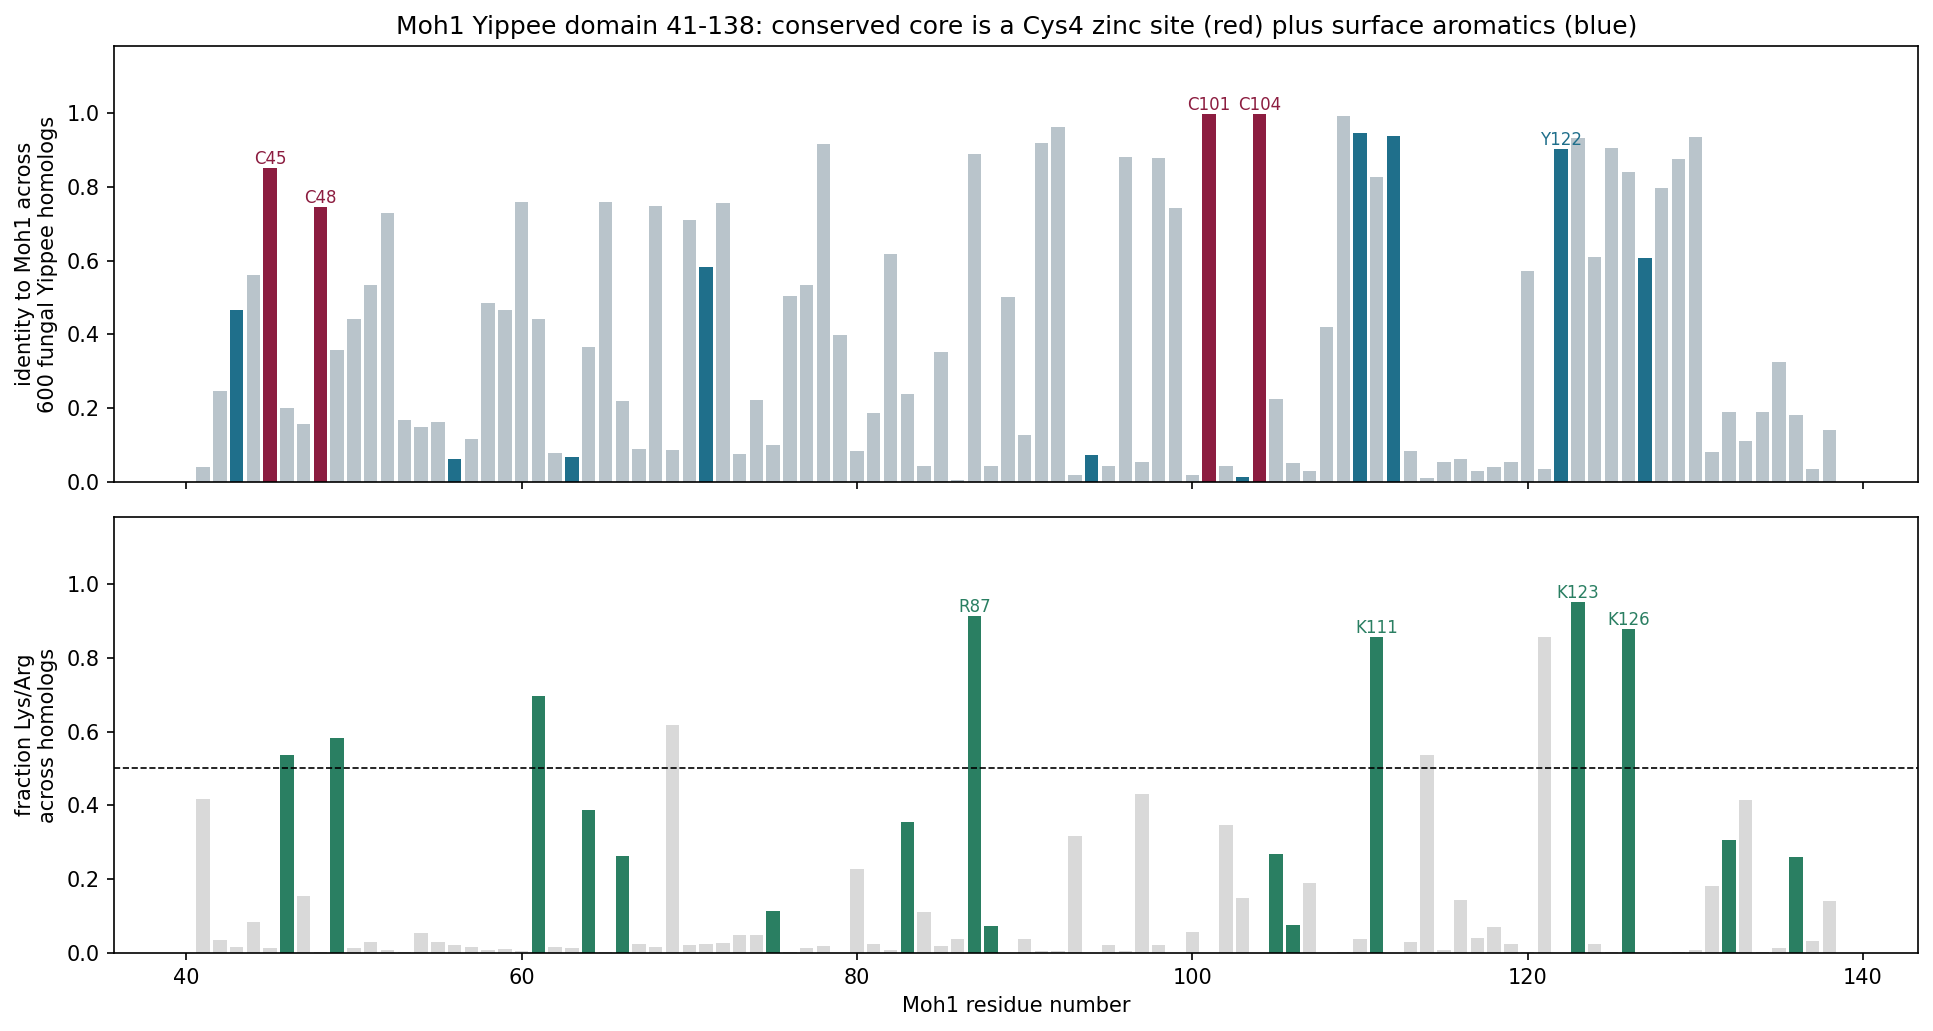 Moh1 Yippee domain 41-138: conserved core is a Cys4 zinc site (red) plus surface aromatics (blue)
identity to Moh1 across
600 fungal Yippee homologs
1.0
0.8
0.6
0.4
0.2
0.0
C45
C48
C101
C104
Y122
fraction Lys/Arg
across homologs
1.0
0.8
0.6
0.4
0.2
0.0
R87
K111
K123
K126
40
60
80
100
120
140
Moh1 residue number